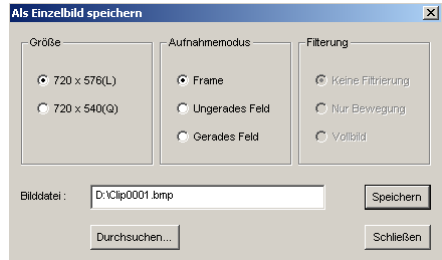 Als Einzelbild speichern
Größe
720 x 576(L)
720 x 540(Q)
Aufnahmemodus
Frame
Ungerades Feld
Gerades Feld
Filterung
Keine Filtrierung
Nur Bewegung
Vollbild
Bilddatei :
D:\Clip0001.bmp
Speichern
Durchsuchen...
Schließen